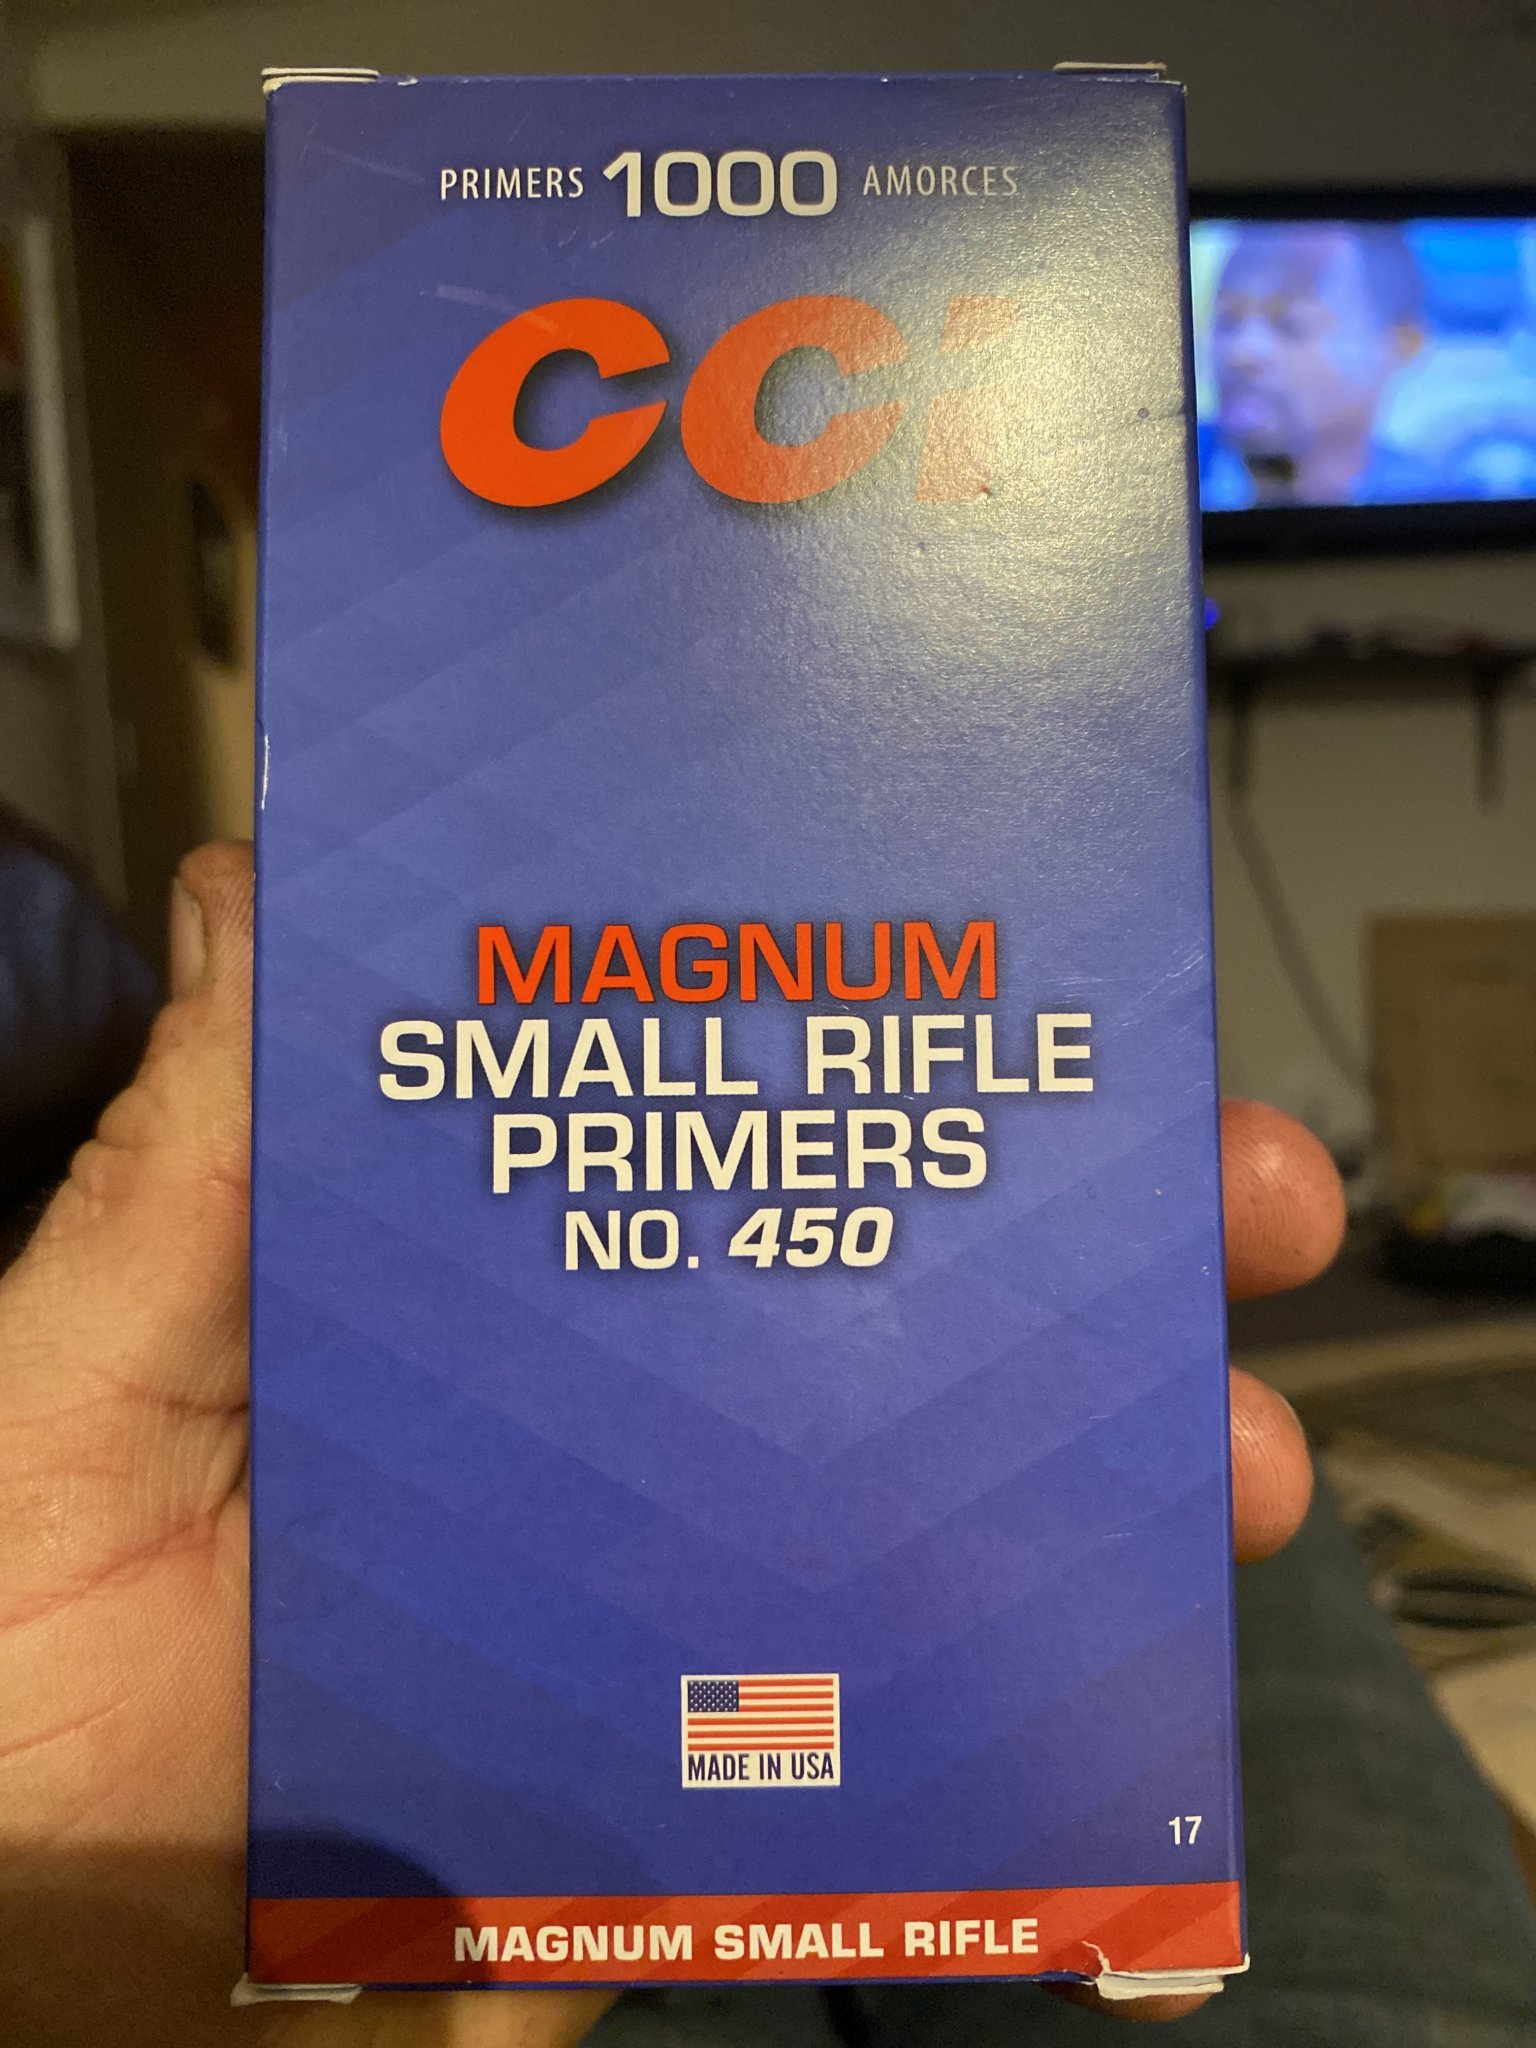 PRIMERS 1000 AMORCES
CCI
MAGNUM
SMALL RIFLE
PRIMERS
NO. 450
MADE IN USA
17
MAGNUM SMALL RIFLE